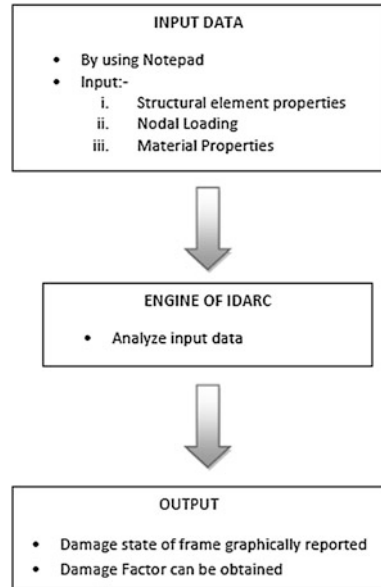 INPUT DATA
• By using Notepad
• Input:-
i. Structural element properties
ii. Nodal Loading
iii. Material Properties
ENGINE OF IDARC
• Analyze input data
OUTPUT
• Damage state of frame graphically reported
• Damage Factor can be obtained